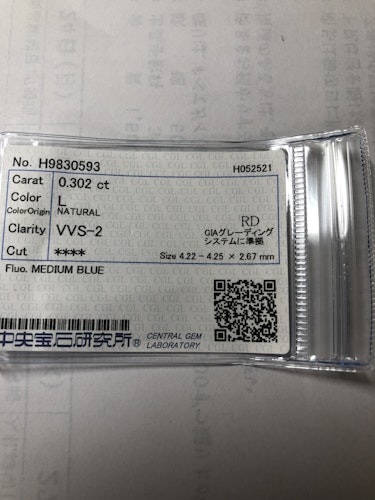 No. H9830593
H052521
Carat 0.302 ct
Color L
ColorOrigin NATURAL
Clarity VVS-2
RD
GIAグレーディング
システムに準拠
Cut ****
Size 4.22 - 4.25 × 2.67 mm
Fluo. MEDIUM BLUE
中央宝石研究所® CENTRAL GEM
LABORATORY